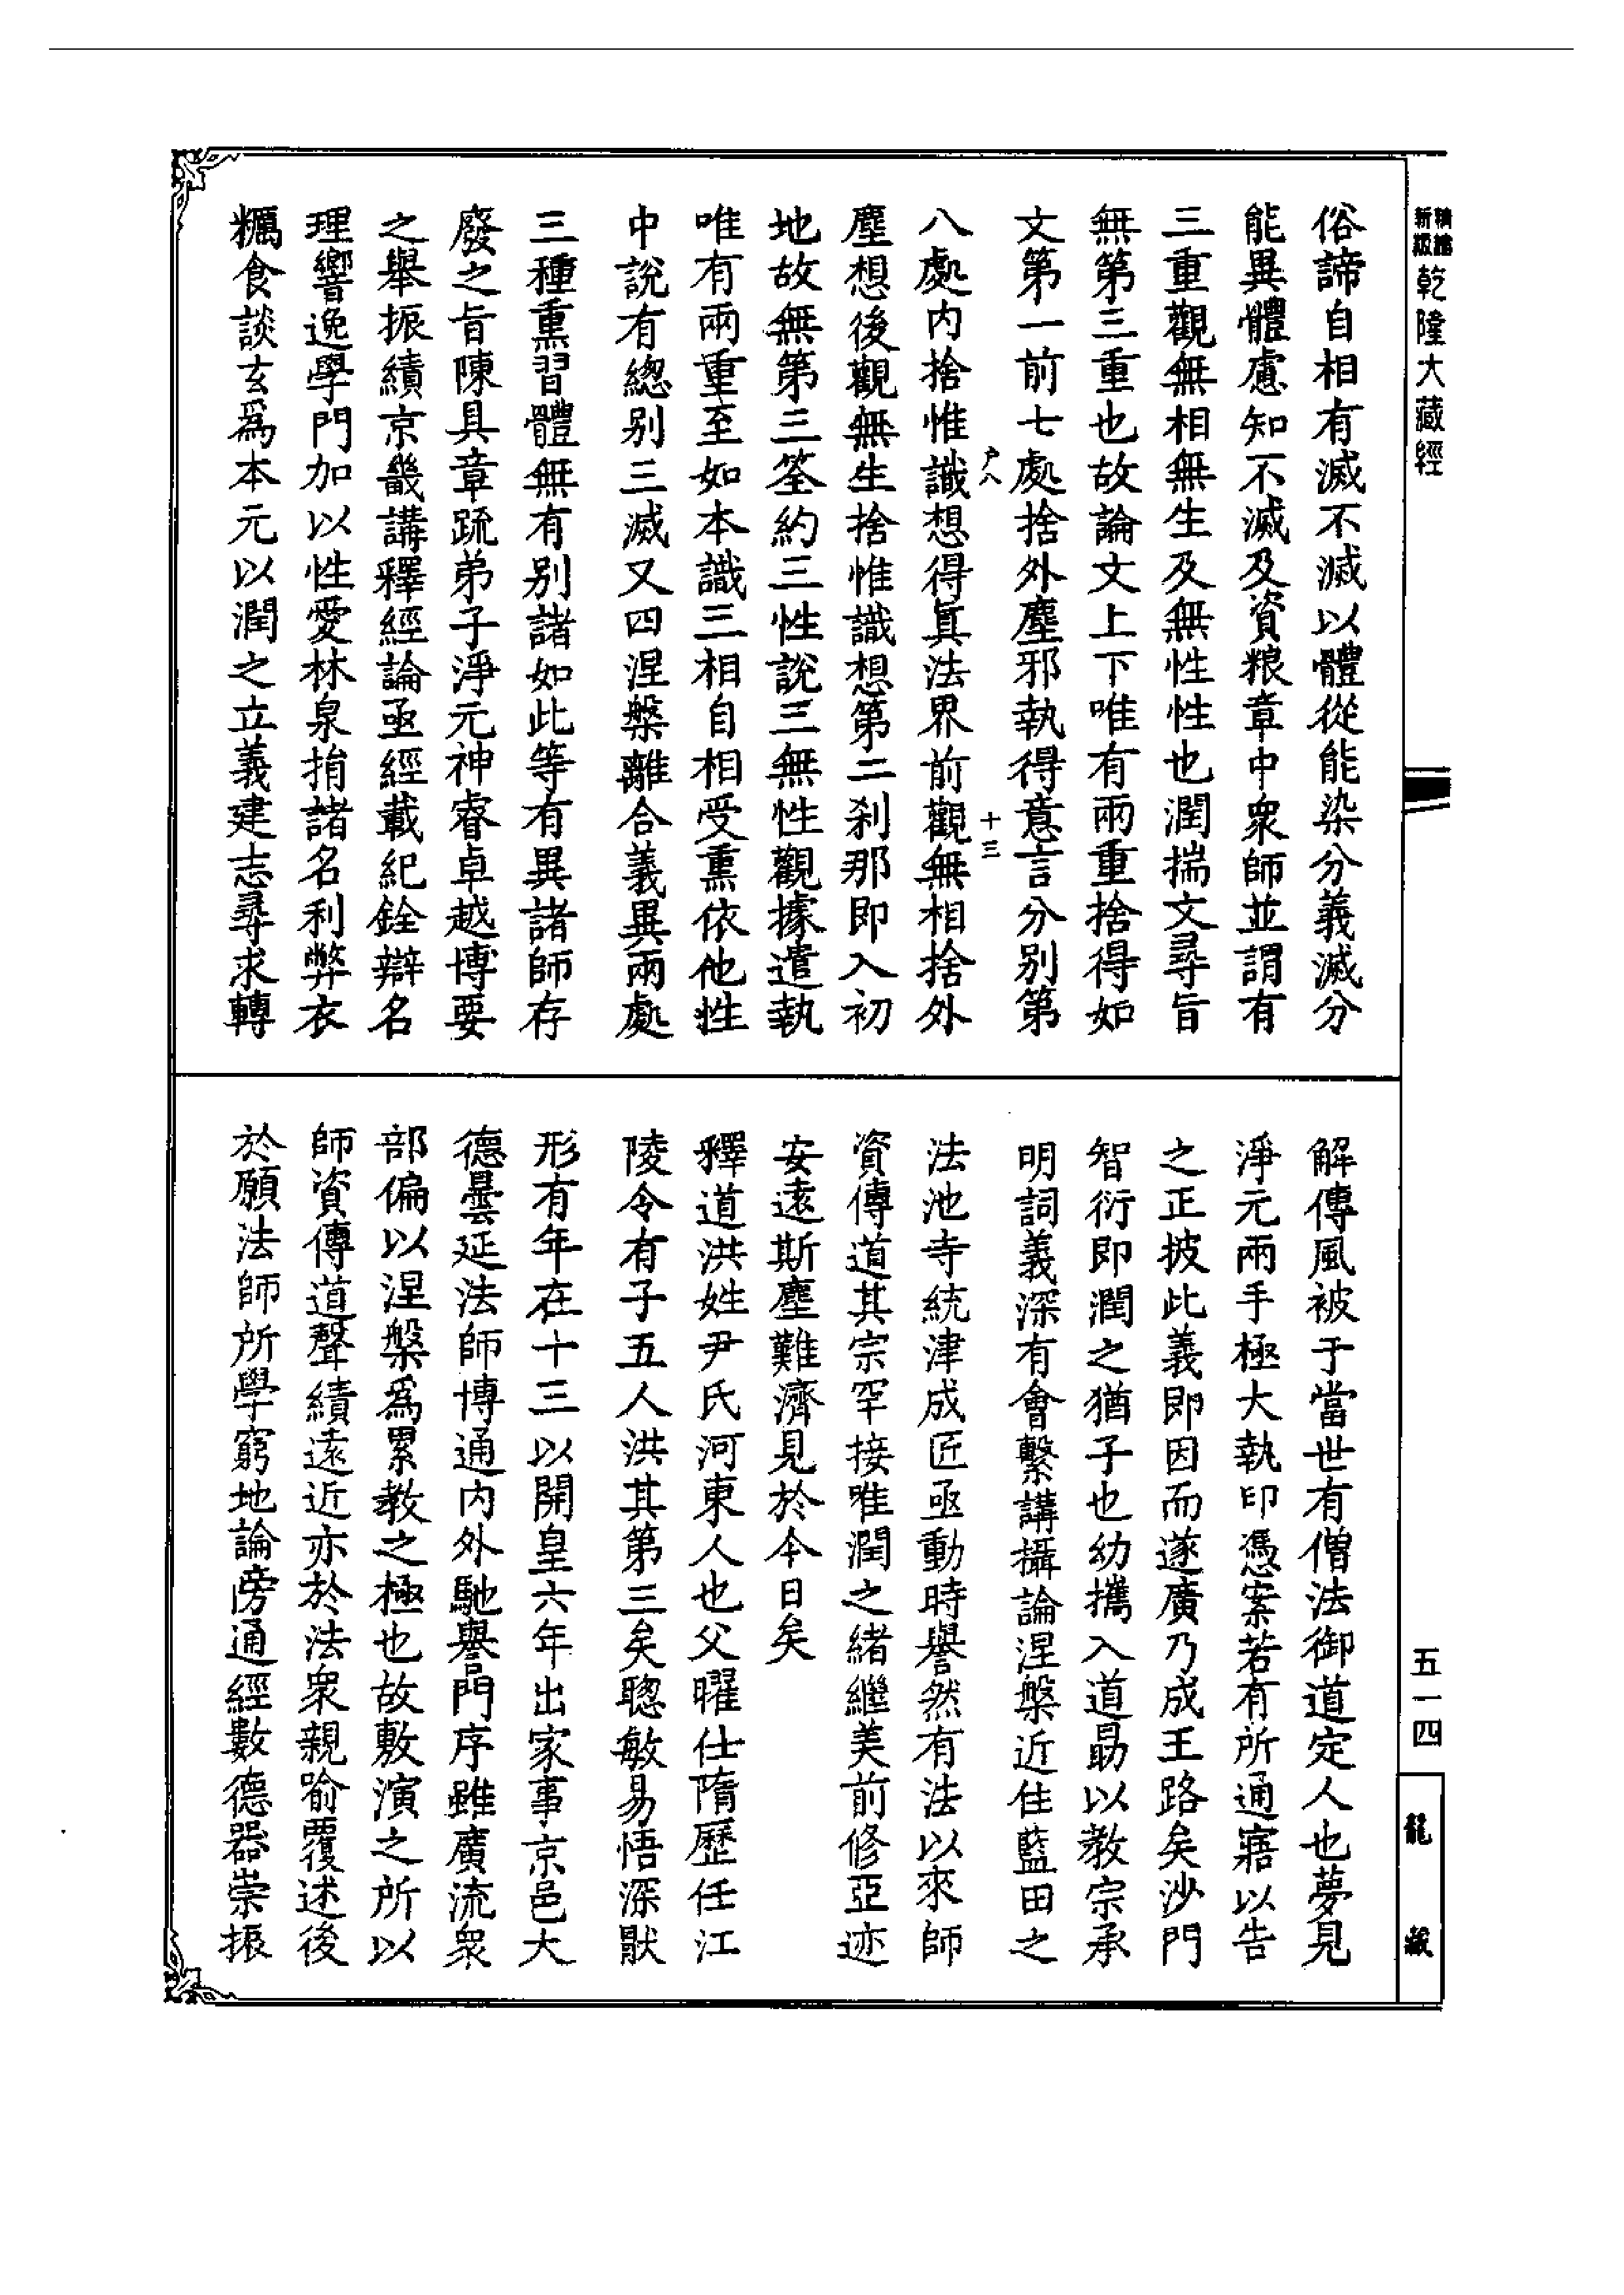 乾隆大藏經
俗諦自相有滅不滅以體從能染分義滅分
能異體慮知不滅及資粮章中衆師並謂有
三重觀無相無生及無性性也潤揣文尋旨
無第三重也故論文上下唯有兩重捨得如
文第一前七處捨外塵邪執得意言分別第
戶八
十三
八處内捨惟識想得眞法界前觀無相捨外
塵想後觀無生捨惟識想第二刹那即入初
地故無第三筌約三性說三無性觀據遣執
唯有兩重至如本識三相自相受熏依他性
中說有總别三滅又四涅槃離合義異兩處
三種熏習體無有别諸如此等有異諸師存
廢之旨陳具章疏弟子淨元神睿卓越博要
之舉振績京畿講釋經論亟經載紀銓辯名
理響逸學門加以性愛林泉捐諸名利弊衣
糲食談玄爲本元以潤之立義建志尋求轉
解傳風被于當世有僧法御道定人也夢見
淨元兩手極大執印憑案若有所通寤以告
之正披此義即因而遂廣乃成王路矣沙門
智衍即潤之猶子也幼攜入道勗以教宗承
明詞義深有會繫講攝論涅槃近住藍田之
法池寺統津成匠亟動時譽然有法以來師
資傳道其宗罕接唯潤之緒繼美前修亞迹
安遠斯塵難濟見於今日矣
釋道洪姓尹氏河東人也父曜仕隋歷任江
陵令有子五人洪其第三矣聰敏易悟深猒
形有年在十三以開皇六年出家事京邑大
德曇延法師博通内外馳譽門序雖廣流衆
部偏以涅槃爲累教之極也故敷演之所以
師資傳道聲績遠近亦於法衆親喻覆述後
於願法師所學窮地論旁通經數德器崇振
五一四
龍藏